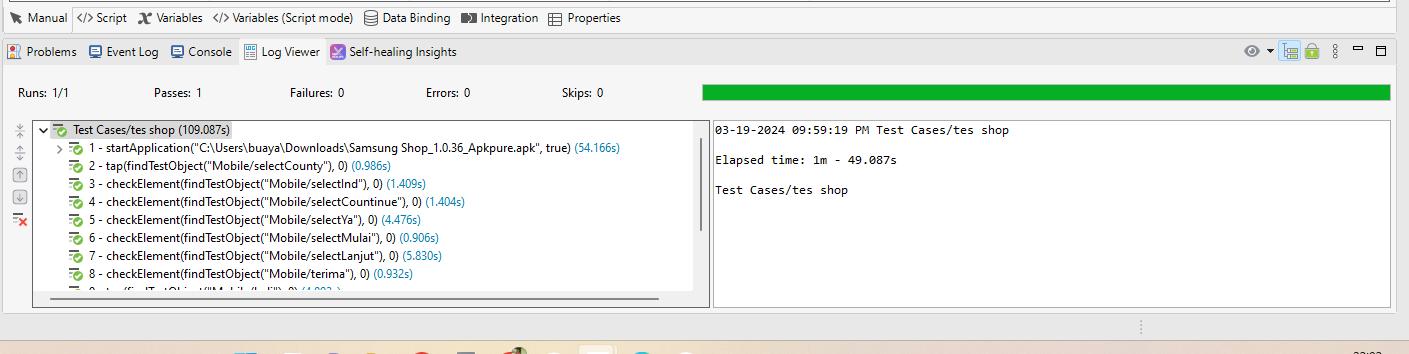 Manual </> Script Variables </> Variables (Script mode) Data Binding Integration Properties
Problems Event Log Console Log Viewer Self-healing Insights
Runs: 1/1 Passes: 1 Failures: 0 Errors: 0 Skips: 0
Test Cases/tes shop (109.087s)
1 - startApplication("C:\Users\buaya\Downloads\Samsung Shop_1.0.36_Apkpure.apk", true) (54.166s)
2 - tap(findTestObject("Mobile/selectCounty"), 0) (0.986s)
3 - checkElement(findTestObject("Mobile/selectInd"), 0) (1.409s)
4 - checkElement(findTestObject("Mobile/selectCountinue"), 0) (1.404s)
5 - checkElement(findTestObject("Mobile/selectYa"), 0) (4.476s)
6 - checkElement(findTestObject("Mobile/selectMulai"), 0) (0.906s)
7 - checkElement(findTestObject("Mobile/selectLanjut"), 0) (5.830s)
8 - checkElement(findTestObject("Mobile/terima"), 0) (0.932s)
03-19-2024 09:59:19 PM Test Cases/tes shop
Elapsed time: 1m - 49.087s
Test Cases/tes shop